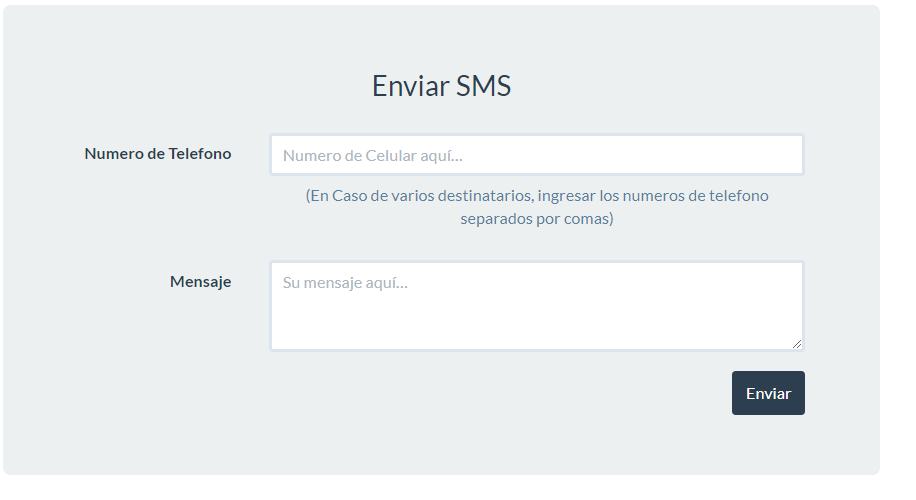 Enviar SMS
Numero de Telefono
Numero de Celular aquí...
(En Caso de varios destinatarios, ingresar los numeros de telefono
separados por comas)
Mensaje
Su mensaje aquí...
Enviar